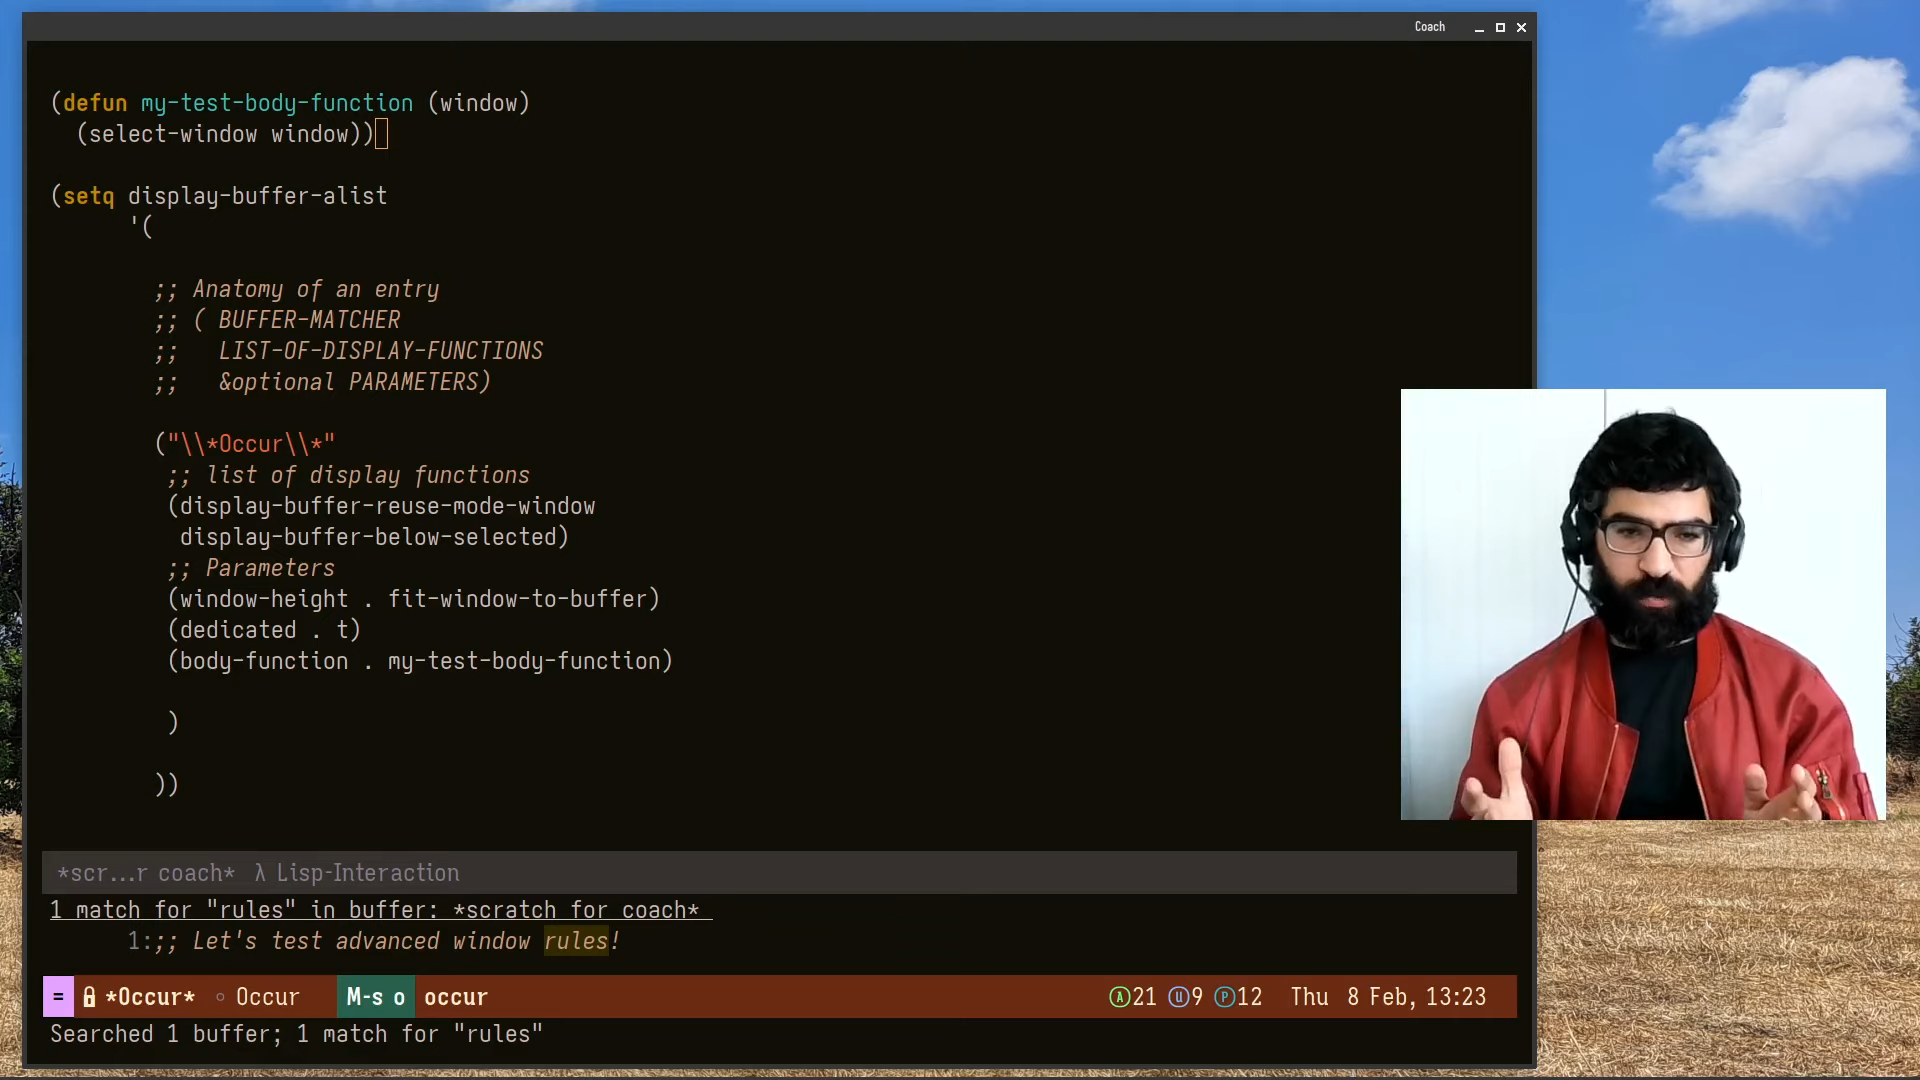 Coach
(defun my-test-body-function (window)
(select-window window))
(setq display-buffer-alist
'(
;; Anatomy of an entry
;; ( BUFFER-MATCHER
;; LIST-OF-DISPLAY-FUNCTIONS
;; &optional PARAMETERS)
("\\*Occur\\*"
;; list of display functions
(display-buffer-reuse-mode-window
display-buffer-below-selected)
;; Parameters
(window-height . fit-window-to-buffer)
(dedicated . t)
(body-function . my-test-body-function)
)
))
*scr...r coach* λ Lisp-Interaction
1 match for "rules" in buffer: *scratch for coach*
1:;; Let's test advanced window rules!
= *Occur* ◦ Occur M-s o occur Ⓐ21 Ⓤ9 Ⓟ12 Thu 8 Feb, 13:23
Searched 1 buffer; 1 match for "rules"